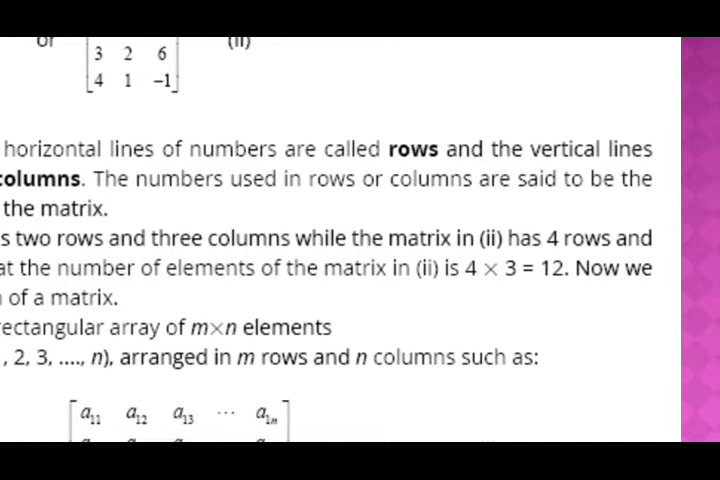 or (ii)
3 2 6
4 1 −1
horizontal lines of numbers are called rows and the vertical lines
columns. The numbers used in rows or columns are said to be the
the matrix.
s two rows and three columns while the matrix in (ii) has 4 rows and
at the number of elements of the matrix in (ii) is 4 × 3 = 12. Now we
of a matrix.
rectangular array of m×n elements
, 2, 3, ...., n), arranged in m rows and n columns such as:
a11 a12 a13 ⋯ a1n